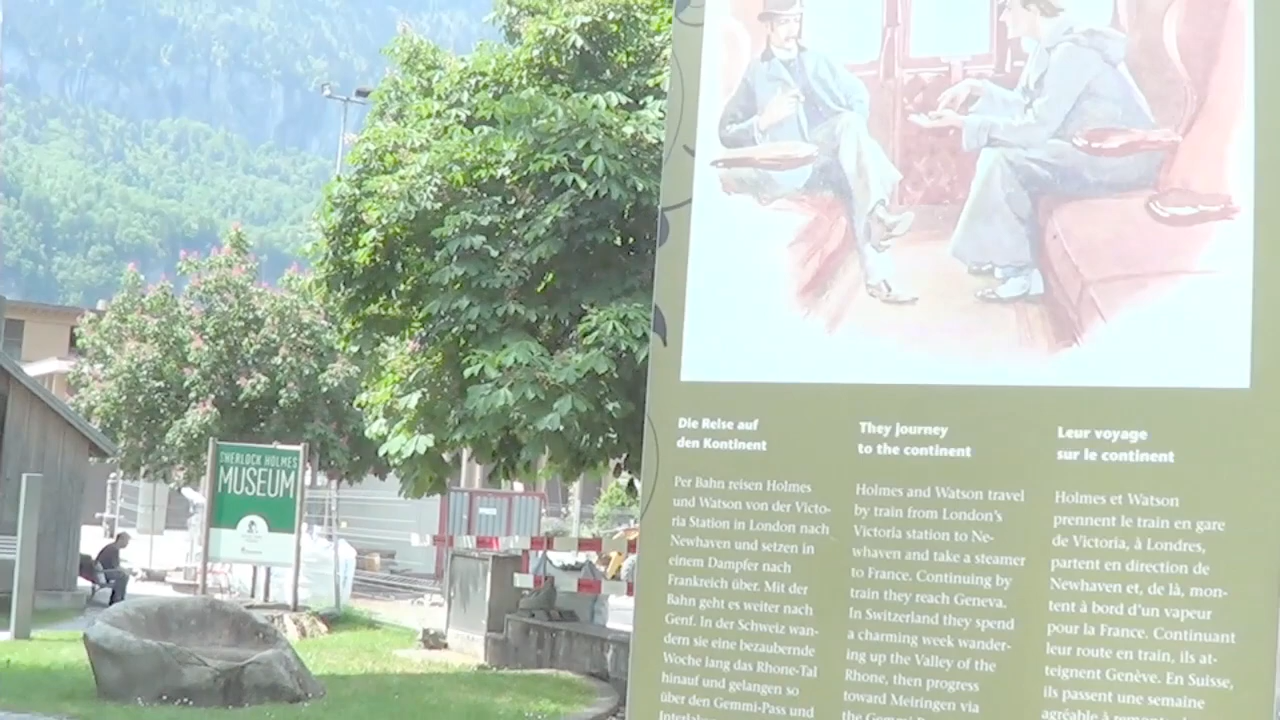 SHERLOCK HOLMES
MUSEUM
Die Reise auf
den Kontinent
Per Bahn reisen Holmes
und Watson von der Victo-
ria Station in London nach
Newhaven und setzen in
einem Dampfer nach
Frankreich über. Mit der
Bahn geht es weiter nach
Genf. In der Schweiz wan-
dern sie eine bezaubernde
Woche lang das Rhone-Tal
hinauf und gelangen so
über den Gemmi-Pass und
They journey
to the continent
Holmes and Watson travel
by train from London's
Victoria station to Ne-
whaven and take a steamer
to France. Continuing by
train they reach Geneva.
In Switzerland they spend
a charming week wander-
ing up the Valley of the
Rhone, then progress
toward Meiringen via
the Gemmi
Leur voyage
sur le continent
Holmes et Watson
prennent le train en gare
de Victoria, à Londres,
partent en direction de
Newhaven et, de là, mon-
tent à bord d'un vapeur
pour la France. Continuant
leur route en train, ils at-
teignent Genève. En Suisse,
ils passent une semaine
agréable à